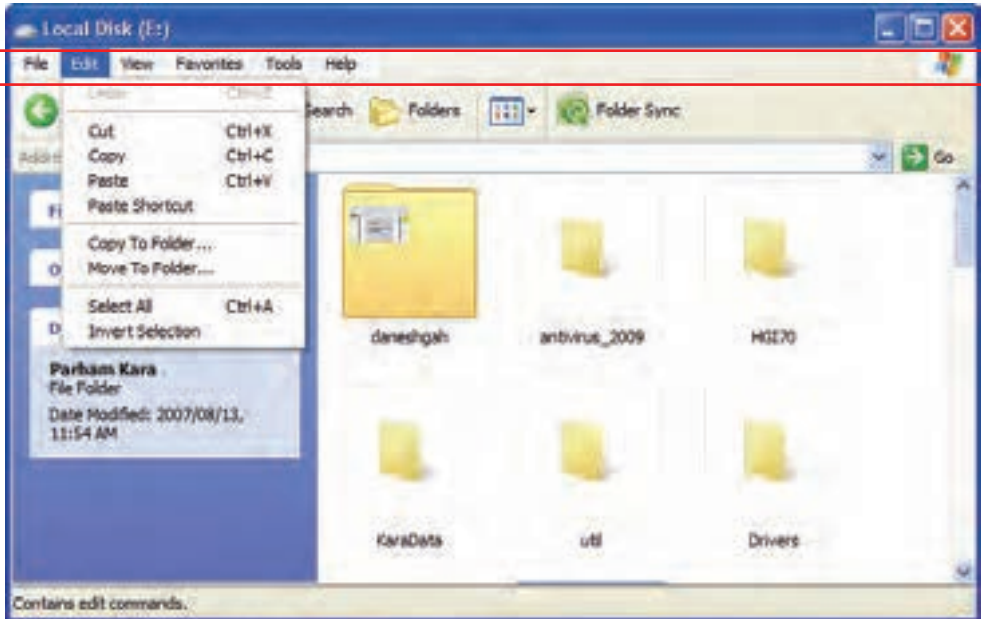 Local Disk (E:)
File Edit View Favorites Tools Help
Search Folders Folder Sync
Cut Ctrl+X
Copy Ctrl+C
Paste Ctrl+V
Paste Shortcut
Copy To Folder...
Move To Folder...
Select All Ctrl+A
Invert Selection
Go
Parham Kara
File Folder
Date Modified: 2007/08/13,
11:54 AM
daneshgah antivirus_2009
KaraData util Drivers
Contains edit commands.